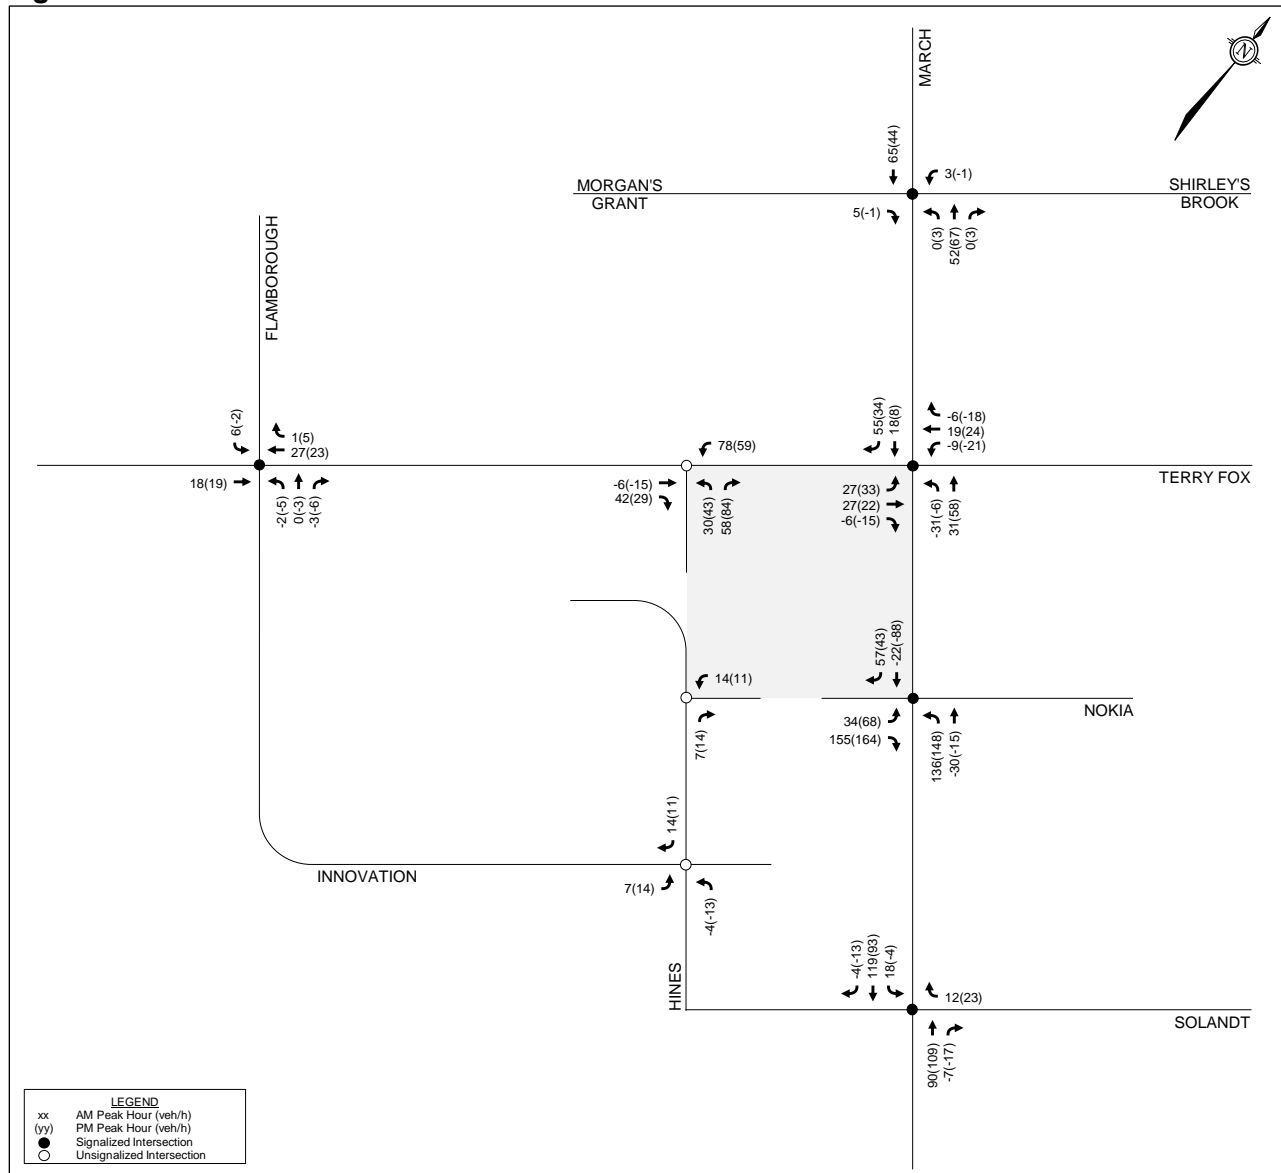 MARCH
N
65(44)
3(-1)
MORGAN'S
GRANT
SHIRLEY'S
BROOK
5(-1)
0(3)
52(67)
0(3)
FLAMBOROUGH
6(-2)
1(5)
27(23)
18(19)
-2(-5)
0(-3)
-3(-6)
78(59)
-6(-15)
42(29)
30(43)
58(84)
55(34)
18(8)
-6(-18)
19(24)
-9(-21)
TERRY FOX
27(33)
27(22)
-6(-15)
-31(-6)
31(58)
57(43)
-22(-88)
14(11)
7(14)
NOKIA
34(68)
155(164)
136(148)
-30(-15)
14(11)
INNOVATION
7(14)
-4(-13)
HINES
-4(-13)
119(93)
18(-4)
12(23)
SOLANDT
90(109)
-7(-17)
LEGEND
xx AM Peak Hour (veh/h)
(yy) PM Peak Hour (veh/h)
Signalized Intersection
Unsignalized Intersection